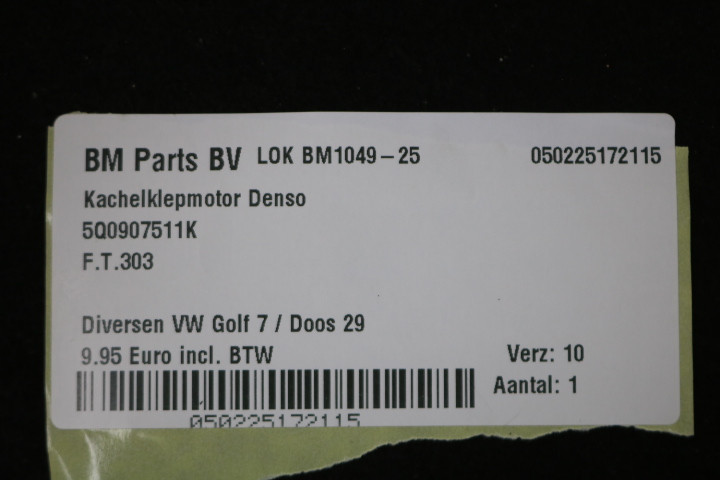 BM Parts BV LOK BM1049-25 050225172115
Kachelklepmotor Denso
5Q0907511K
F.T.303
Diversen VW Golf 7 / Doos 29
9.95 Euro incl. BTW Verz: 10
Aantal: 1
050225172115